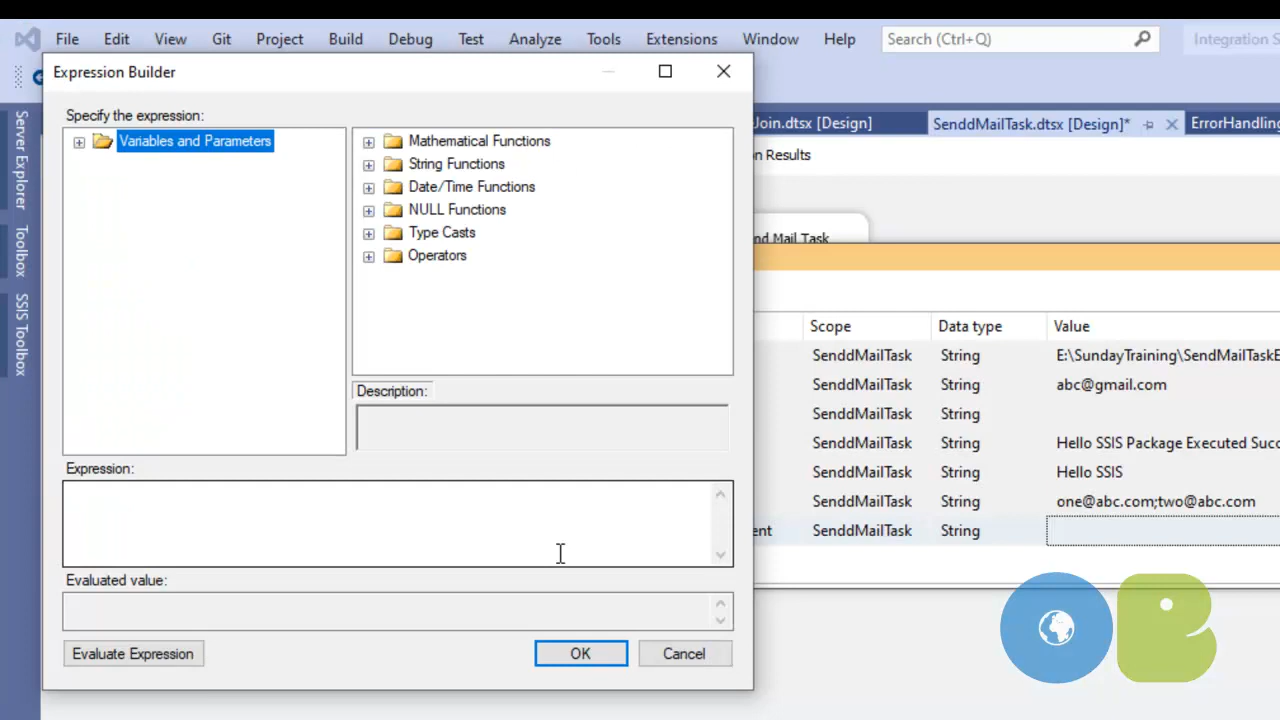 File Edit View Git Project Build Debug Test Analyze Tools Extensions Window Help Search (Ctrl+Q) Integration S
Expression Builder
Join.dtsx [Design] SenddMailTask.dtsx [Design]* ErrorHandling
Specify the expression:
on Results
Server Explorer
Toolbox
SSIS Toolbox
Variables and Parameters
Mathematical Functions
String Functions
Date/Time Functions
NULL Functions
Type Casts
Operators
nd Mail Task
Scope Data type Value
SenddMailTask String E:\SundayTraining\SendMailTaskE
SenddMailTask String abc@gmail.com
SenddMailTask String
SenddMailTask String Hello SSIS Package Executed Succ
SenddMailTask String Hello SSIS
SenddMailTask String one@abc.com;two@abc.com
ent SenddMailTask String
Description:
Expression:
Evaluated value:
Evaluate Expression OK Cancel
B